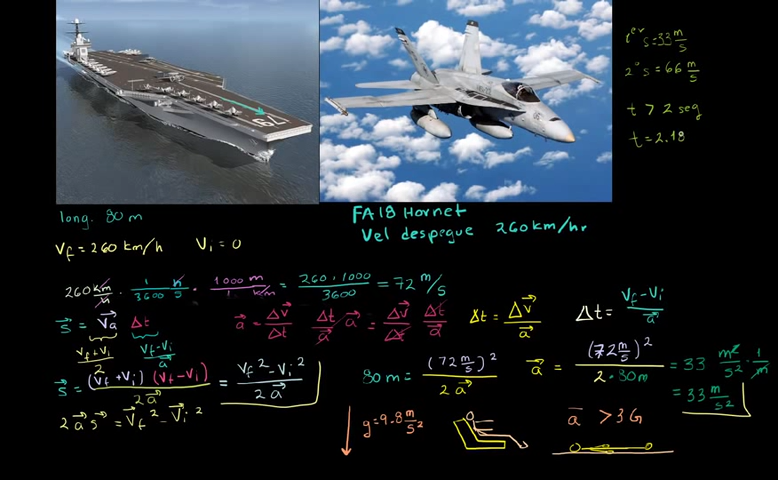 1er s=33 m/s
2° s=66 m/s
t > 2 seg
t=2.18
78
long. 80 m
FA18 Hornet
Vel despegue 260 km/hr
Vf = 260 km/h Vi = 0
260 km/h · 1 h/3600 s · 1000 m/1 km = 260 . 1000/3600 = 72 m/s
s = Va Δt
Vf+Vi/2 Vf-Vi/a
a = ΔV/Δt Δt/a a = ΔV/Δt Δt/a
Δt = ΔV/a
Δt = Vf-Vi/a
s = (Vf+Vi) (Vf-Vi)/2a = Vf² - Vi²/2a
80m = (72 m/s)²/2a
a = (72 m/s)²/2 . 80m = 33 m²/s² · 1/m
= 33 m/s²
2as = Vf² - Vi²
g=9.8 m/s²
a > 3G